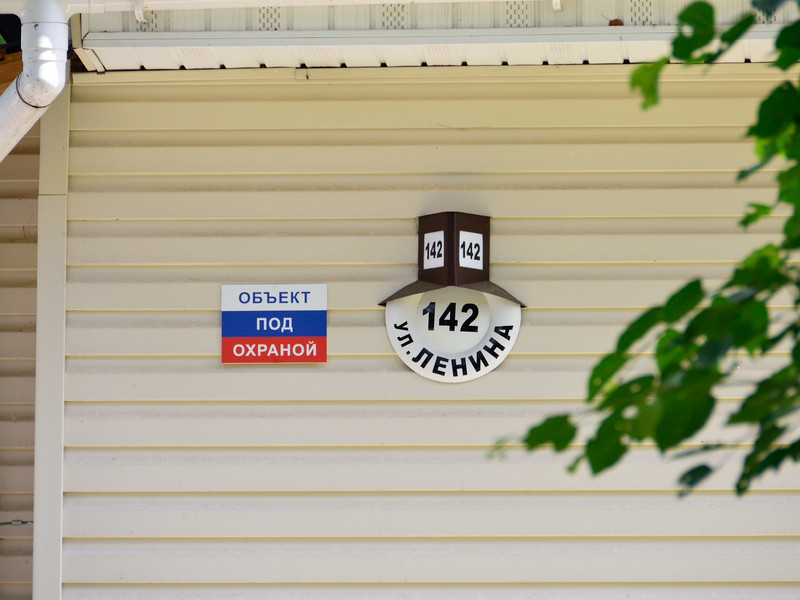 ОБЪЕКТ
ПОД
ОХРАНОЙ
142 142
142
УЛ. ЛЕНИНА